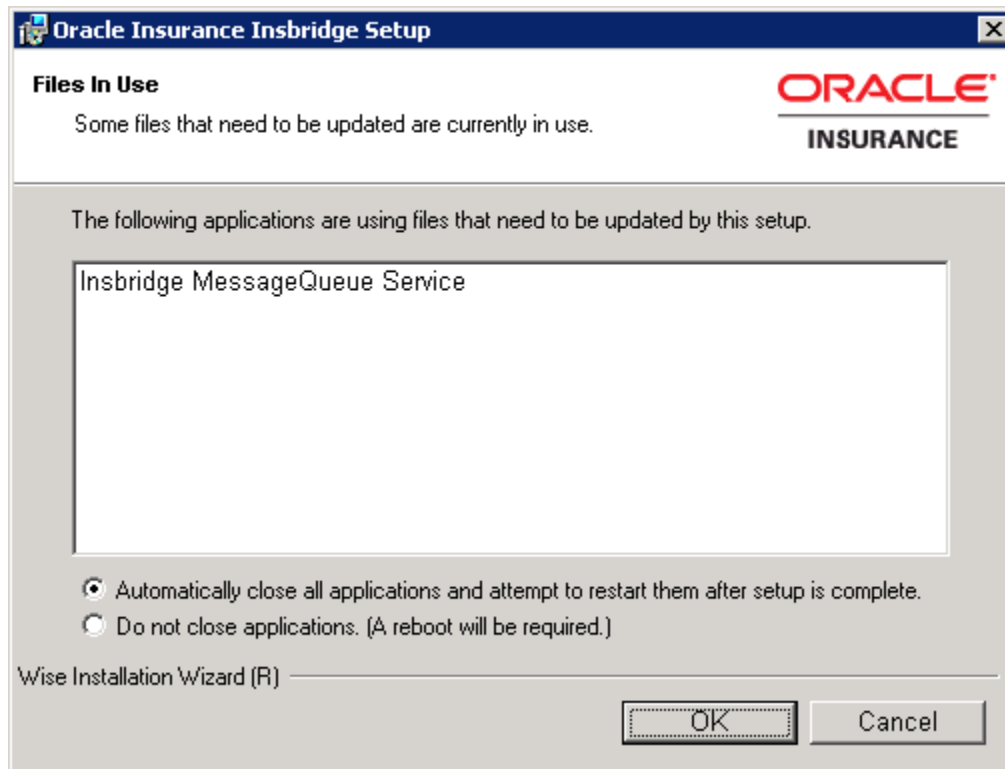 Oracle Insurance Insbridge Setup
Files In Use
Some files that need to be updated are currently in use.
ORACLE
INSURANCE
The following applications are using files that need to be updated by this setup.
Insbridge MessageQueue Service
Automatically close all applications and attempt to restart them after setup is complete.
Do not close applications. (A reboot will be required.)
Wise Installation Wizard (R)
OK
Cancel